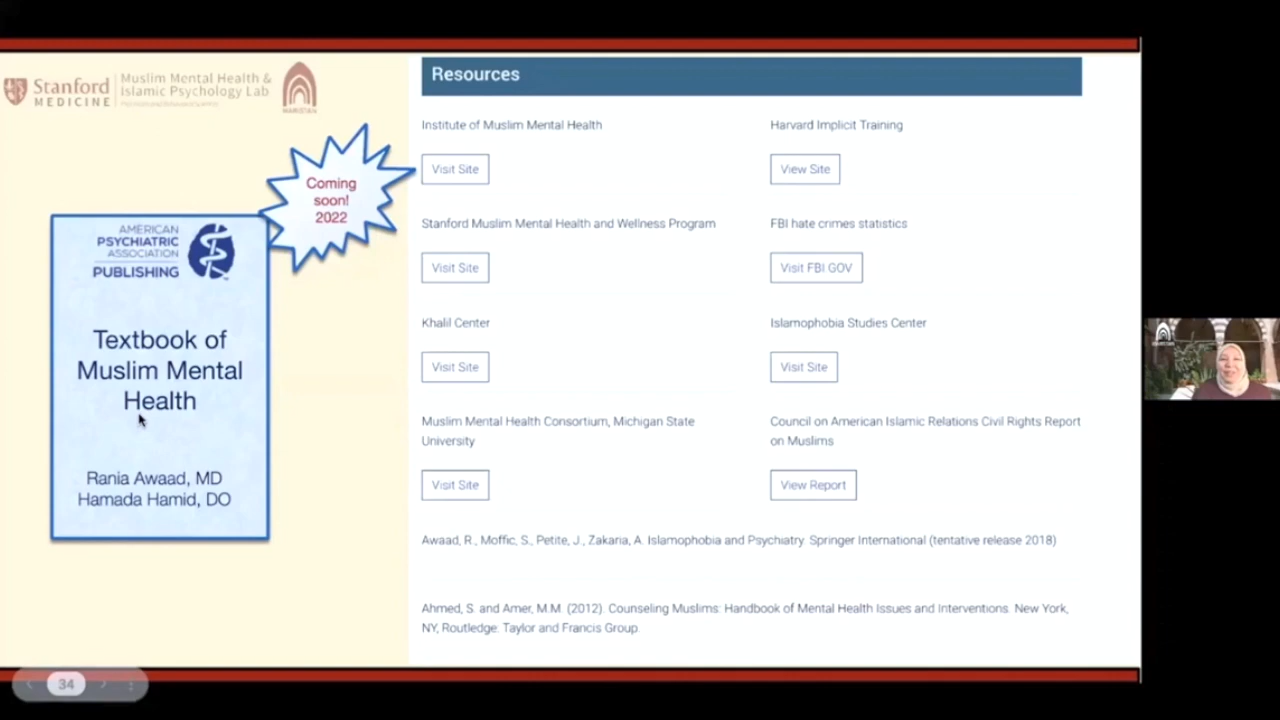 Stanford
MEDICINE
Muslim Mental Health &
Islamic Psychology Lab
MARISTAN
Coming
soon!
2022
AMERICAN
PSYCHIATRIC
ASSOCIATION
PUBLISHING
Textbook of
Muslim Mental
Health
Rania Awaad, MD
Hamada Hamid, DO
Resources
Institute of Muslim Mental Health
Visit Site
Harvard Implicit Training
View Site
Stanford Muslim Mental Health and Wellness Program
Visit Site
FBI hate crimes statistics
Visit FBI GOV
Khalil Center
Visit Site
Islamophobia Studies Center
Visit Site
Muslim Mental Health Consortium, Michigan State
University
Visit Site
Council on American Islamic Relations Civil Rights Report
on Muslims
View Report
Awaad, R., Moffic, S., Petite, J., Zakaria, A. Islamophobia and Psychiatry. Springer International (tentative release 2018)
Ahmed, S. and Amer, M.M. (2012). Counseling Muslims: Handbook of Mental Health Issues and Interventions. New York,
NY, Routledge: Taylor and Francis Group.
34